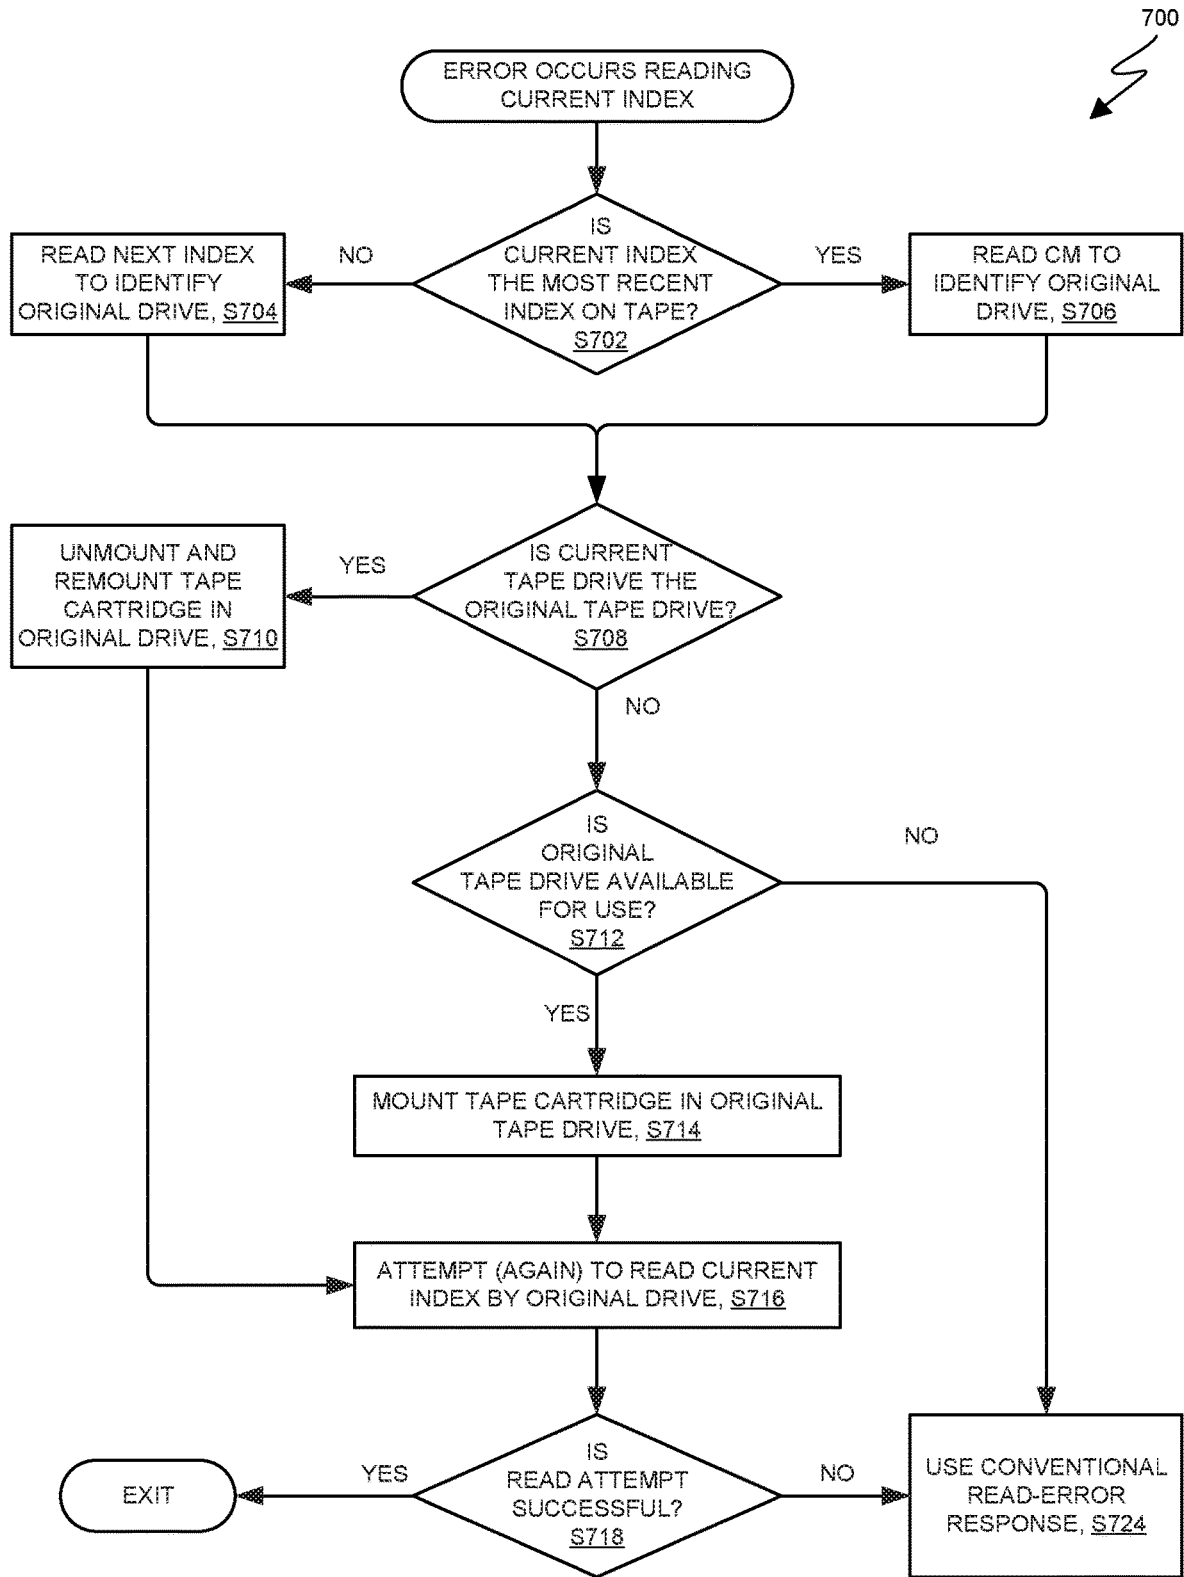 700
ERROR OCCURS READING
CURRENT INDEX
IS
CURRENT INDEX
THE MOST RECENT
INDEX ON TAPE?
S702
NO
YES
READ NEXT INDEX
TO IDENTIFY
ORIGINAL DRIVE, S704
READ CM TO
IDENTIFY ORIGINAL
DRIVE, S706
IS CURRENT
TAPE DRIVE THE
ORIGINAL TAPE DRIVE?
S708
YES
UNMOUNT AND
REMOUNT TAPE
CARTRIDGE IN
ORIGINAL DRIVE, S710
NO
IS
ORIGINAL
TAPE DRIVE AVAILABLE
FOR USE?
S712
NO
YES
MOUNT TAPE CARTRIDGE IN ORIGINAL
TAPE DRIVE, S714
ATTEMPT (AGAIN) TO READ CURRENT
INDEX BY ORIGINAL DRIVE, S716
IS
READ ATTEMPT
SUCCESSFUL?
S718
YES
NO
EXIT
USE CONVENTIONAL
READ-ERROR
RESPONSE, S724